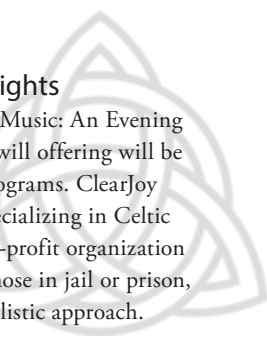 ights
Music: An Evening
will offering will be
ograms. ClearJoy
ecializing in Celtic
-profit organization
hose in jail or prison,
listic approach.